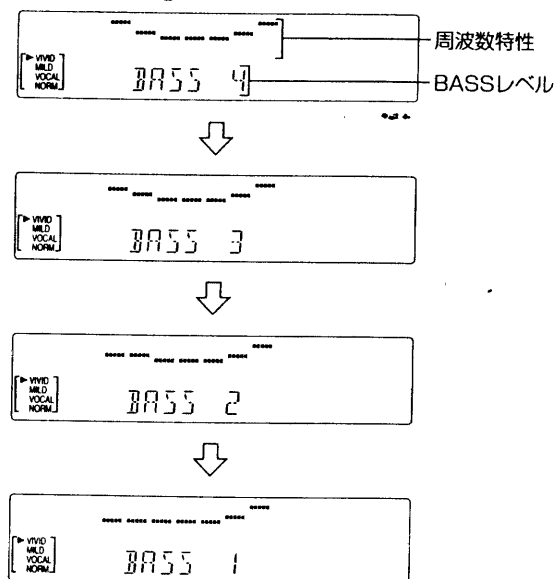 周波数特性
VIVID
MILD
VOCAL
NORM
BASS 4
BASSレベル
VIVID
MILD
VOCAL
NORM
BASS 3
VIVID
MILD
VOCAL
NORM
BASS 2
VIVID
MILD
VOCAL
NORM
BASS 1